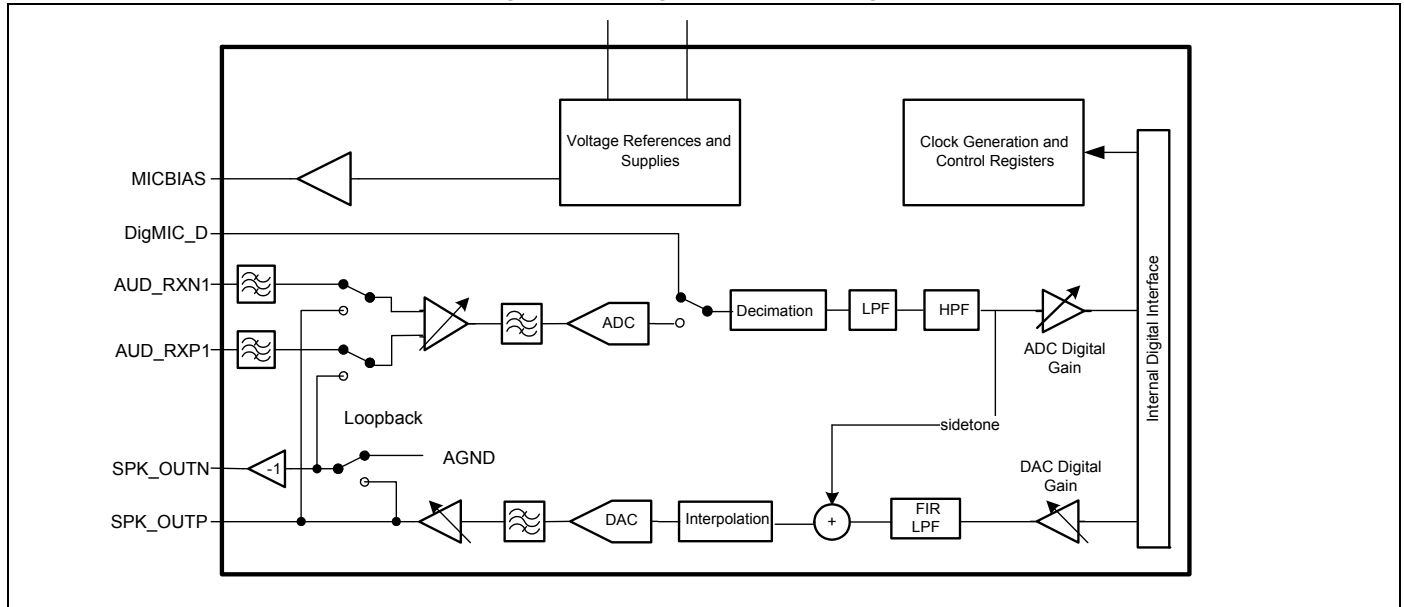 Voltage References and
Supplies
Clock Generation and
Control Registers
MICBIAS
DigMIC_D
AUD_RXN1
AUD_RXP1
ADC
Decimation
LPF
HPF
ADC Digital
Gain
Internal Digital Interface
Loopback
sidetone
SPK_OUTN
-1
AGND
DAC Digital
Gain
SPK_OUTP
DAC
Interpolation
+
FIR
LPF